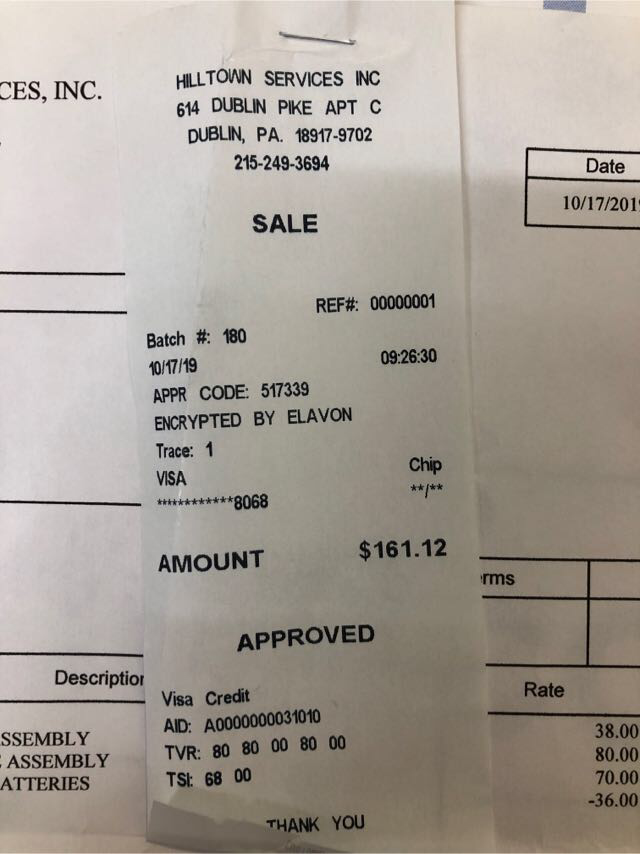 CES, INC.
HILLTOWN SERVICES INC
614 DUBLIN PIKE APT C
DUBLIN, PA. 18917-9702
215-249-3694
Date
10/17/201
SALE
REF#: 00000001
Batch #: 180
10/17/19 09:26:30
APPR CODE: 517339
ENCRYPTED BY ELAVON
Trace: 1
VISA Chip
************8068 **/**
AMOUNT $161.12
erms
APPROVED
Description
Rate
Visa Credit
AID: A0000000031010
TVR: 80 80 00 80 00
TSI: 68 00
SSEMBLY 38.00
E ASSEMBLY 80.00
ATTERIES 70.00
-36.00
THANK YOU